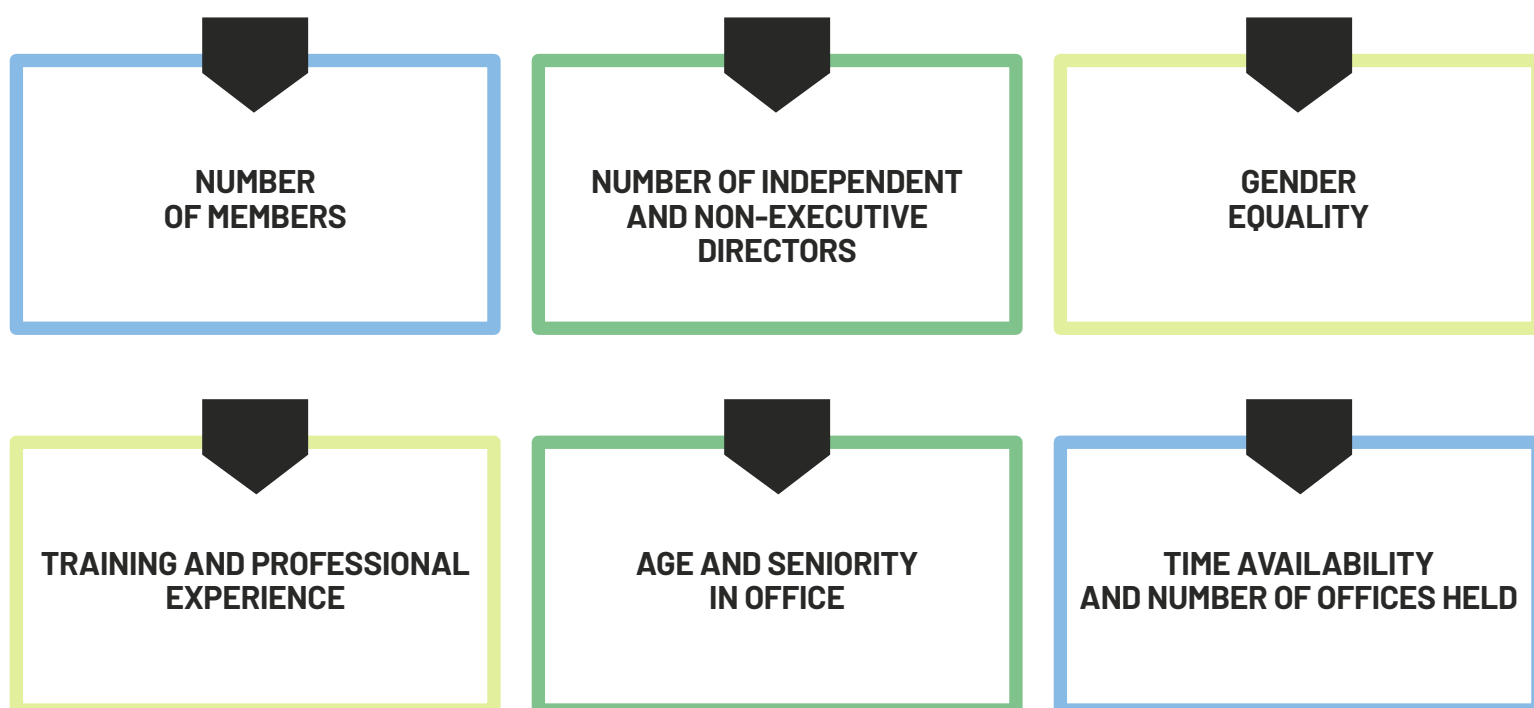 NUMBER
OF MEMBERS
NUMBER OF INDEPENDENT
AND NON-EXECUTIVE
DIRECTORS
GENDER
EQUALITY
TRAINING AND PROFESSIONAL
EXPERIENCE
AGE AND SENIORITY
IN OFFICE
TIME AVAILABILITY
AND NUMBER OF OFFICES HELD